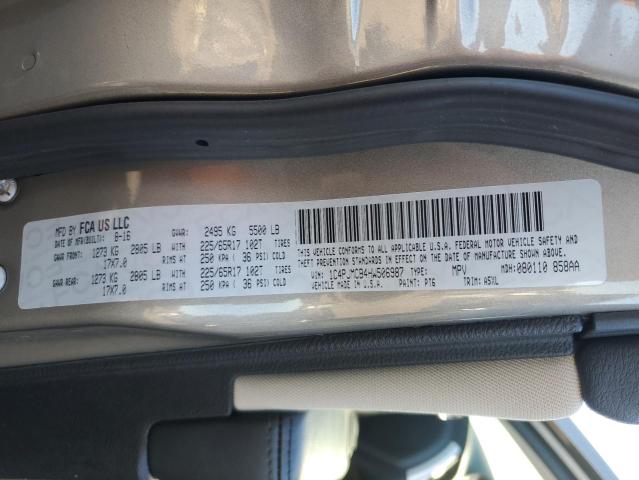 MFD BY FCA US LLC
DATE OF MFR(BUILT): 8-16 GVWR: 2495 KG 5500 LB
GAWR FRONT: 1273 KG 2805 LB WITH 225/65R17 102T TIRES
17X7.0 RIMS AT 250 KPA ( 36 PSI) COLD
GAWR REAR: 1273 KG 2805 LB WITH 225/65R17 102T TIRES
17X7.0 RIMS AT 250 KPA ( 36 PSI) COLD
THIS VEHICLE CONFORMS TO ALL APPLICABLE U.S.A. FEDERAL MOTOR VEHICLE SAFETY AND
THEFT PREVENTION STANDARDS IN EFFECT ON THE DATE OF MANUFACTURE SHOWN ABOVE.
VIN: TYPE: MPV MDH: 080110 858AA
VEHICLE MADE IN U.S.A. PAINT: PTG TRIM: A5XL